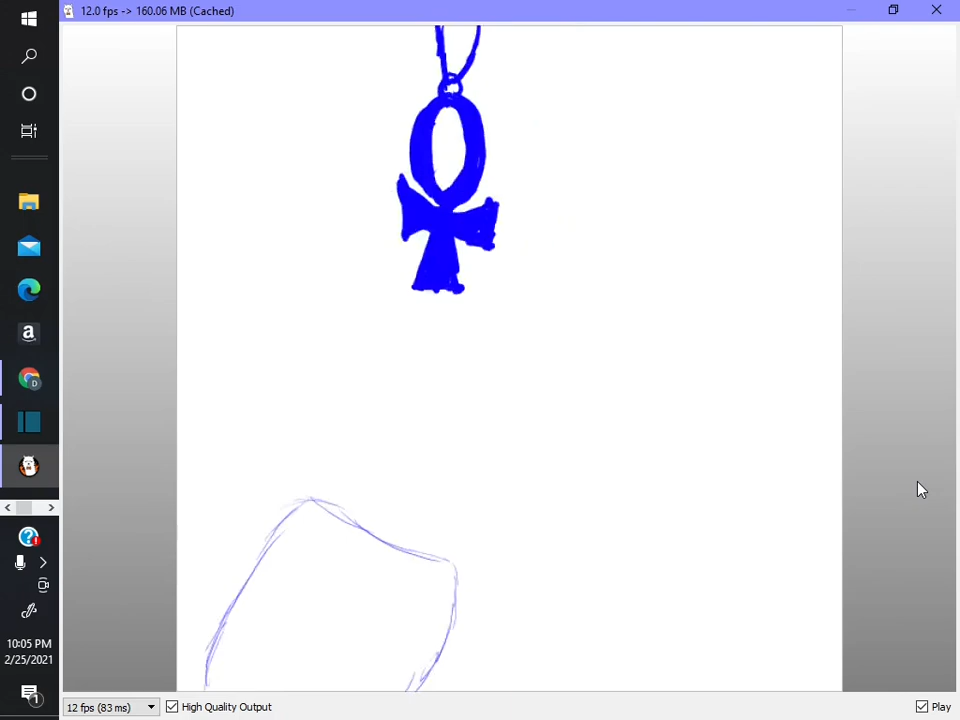 12.0 fps -> 160.06 MB (Cached)
a
D
10:05 PM
2/25/2021
1
12 fps (83 ms)
High Quality Output
Play